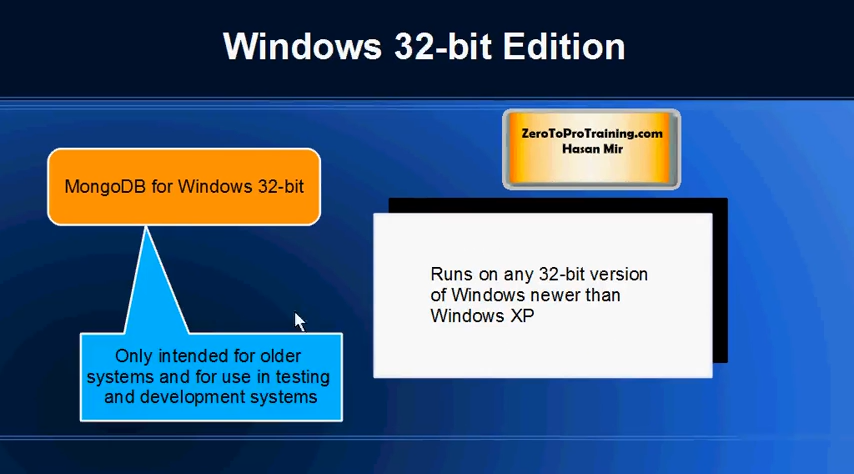 Windows 32-bit Edition
ZeroToProTraining.com
Hasan Mir
MongoDB for Windows 32-bit
Runs on any 32-bit version
of Windows newer than
Windows XP
Only intended for older
systems and for use in testing
and development systems